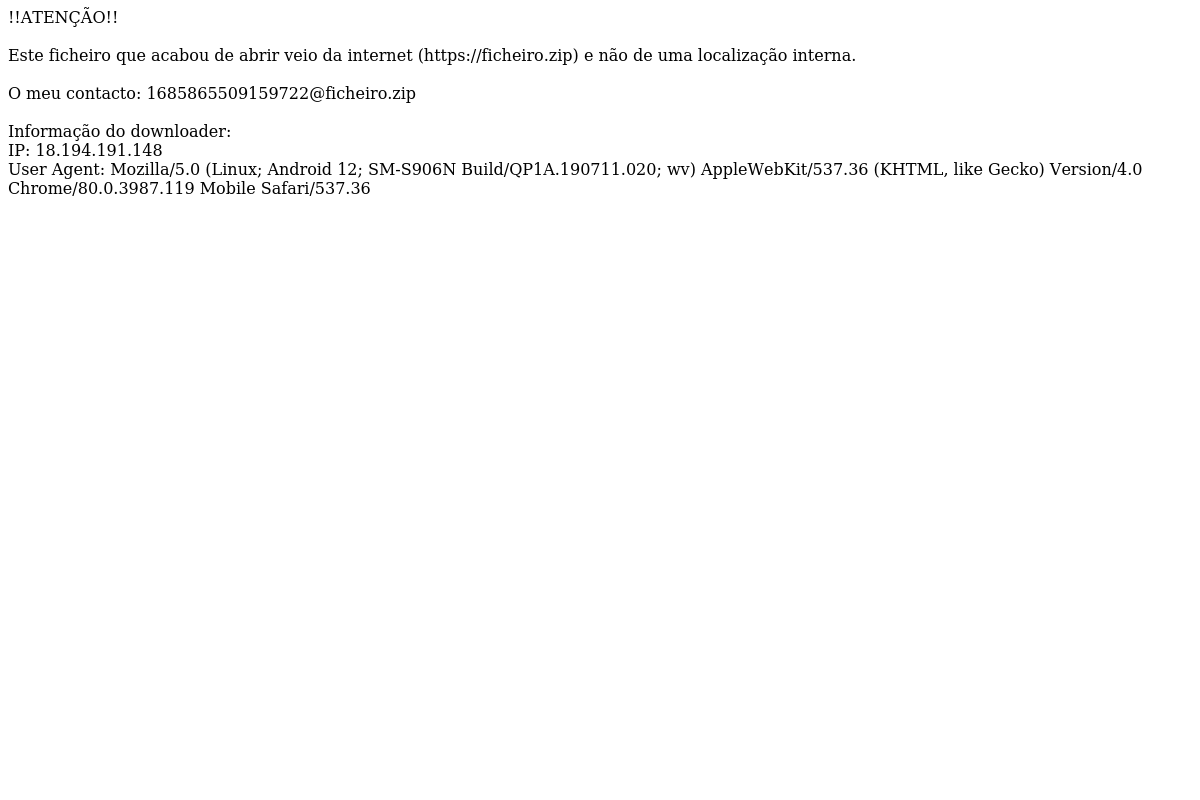 !!ATENÇÃO!!
Este ficheiro que acabou de abrir veio da internet (https://ficheiro.zip) e não de uma localização interna.
O meu contacto: 1685865509159722@ficheiro.zip
Informação do downloader:
IP: 18.194.191.148
User Agent: Mozilla/5.0 (Linux; Android 12; SM-S906N Build/QP1A.190711.020; wv) AppleWebKit/537.36 (KHTML, like Gecko) Version/4.0
Chrome/80.0.3987.119 Mobile Safari/537.36